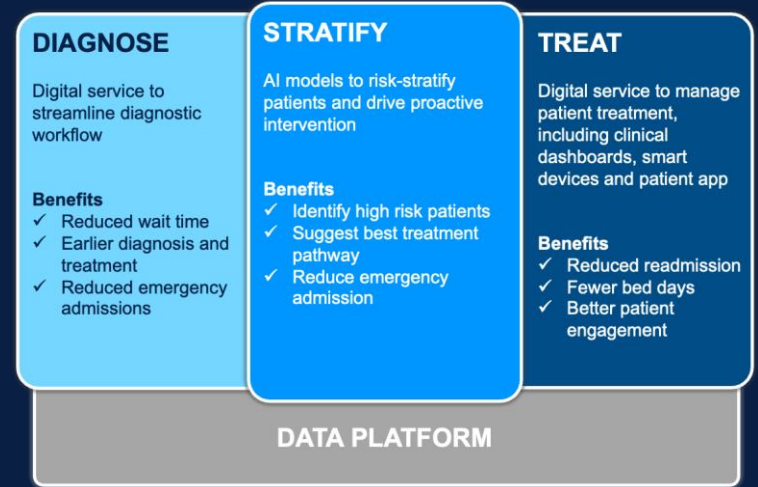 DIAGNOSE
Digital service to
streamline diagnostic
workflow
Benefits
✓ Reduced wait time
✓ Earlier diagnosis and
treatment
✓ Reduced emergency
admissions
STRATIFY
AI models to risk-stratify
patients and drive proactive
intervention
Benefits
✓ Identify high risk patients
✓ Suggest best treatment
pathway
✓ Reduce emergency
admission
TREAT
Digital service to manage
patient treatment,
including clinical
dashboards, smart
devices and patient app
Benefits
✓ Reduced readmission
✓ Fewer bed days
✓ Better patient
engagement
DATA PLATFORM